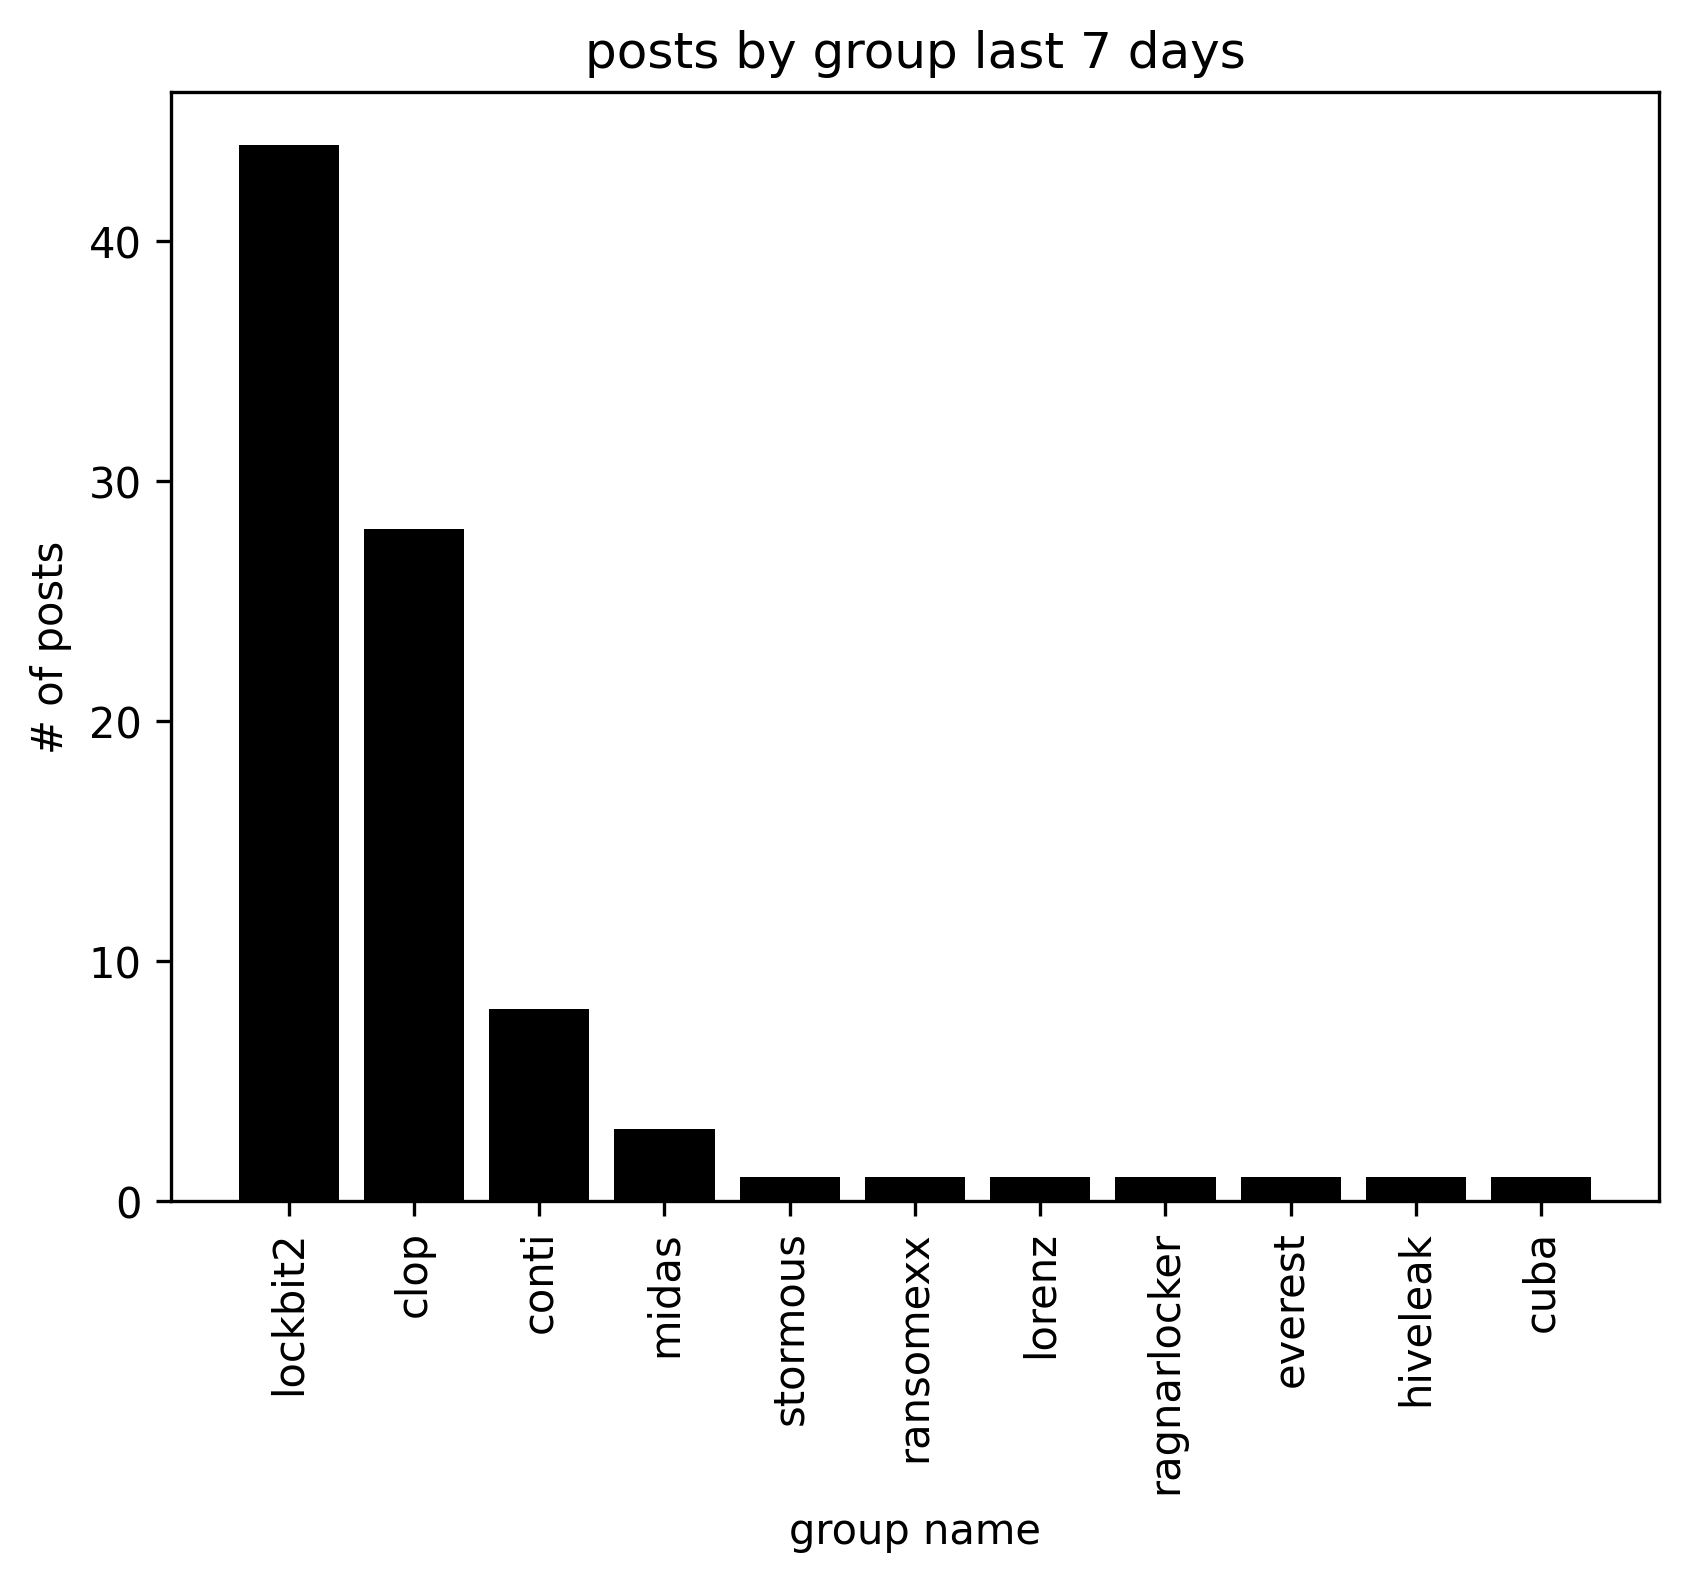 posts by group last 7 days
# of posts
40
30
20
10
0
lockbit2
clop
conti
midas
stormous
ransomexx
lorenz
ragnarlocker
everest
hiveleak
cuba
group name